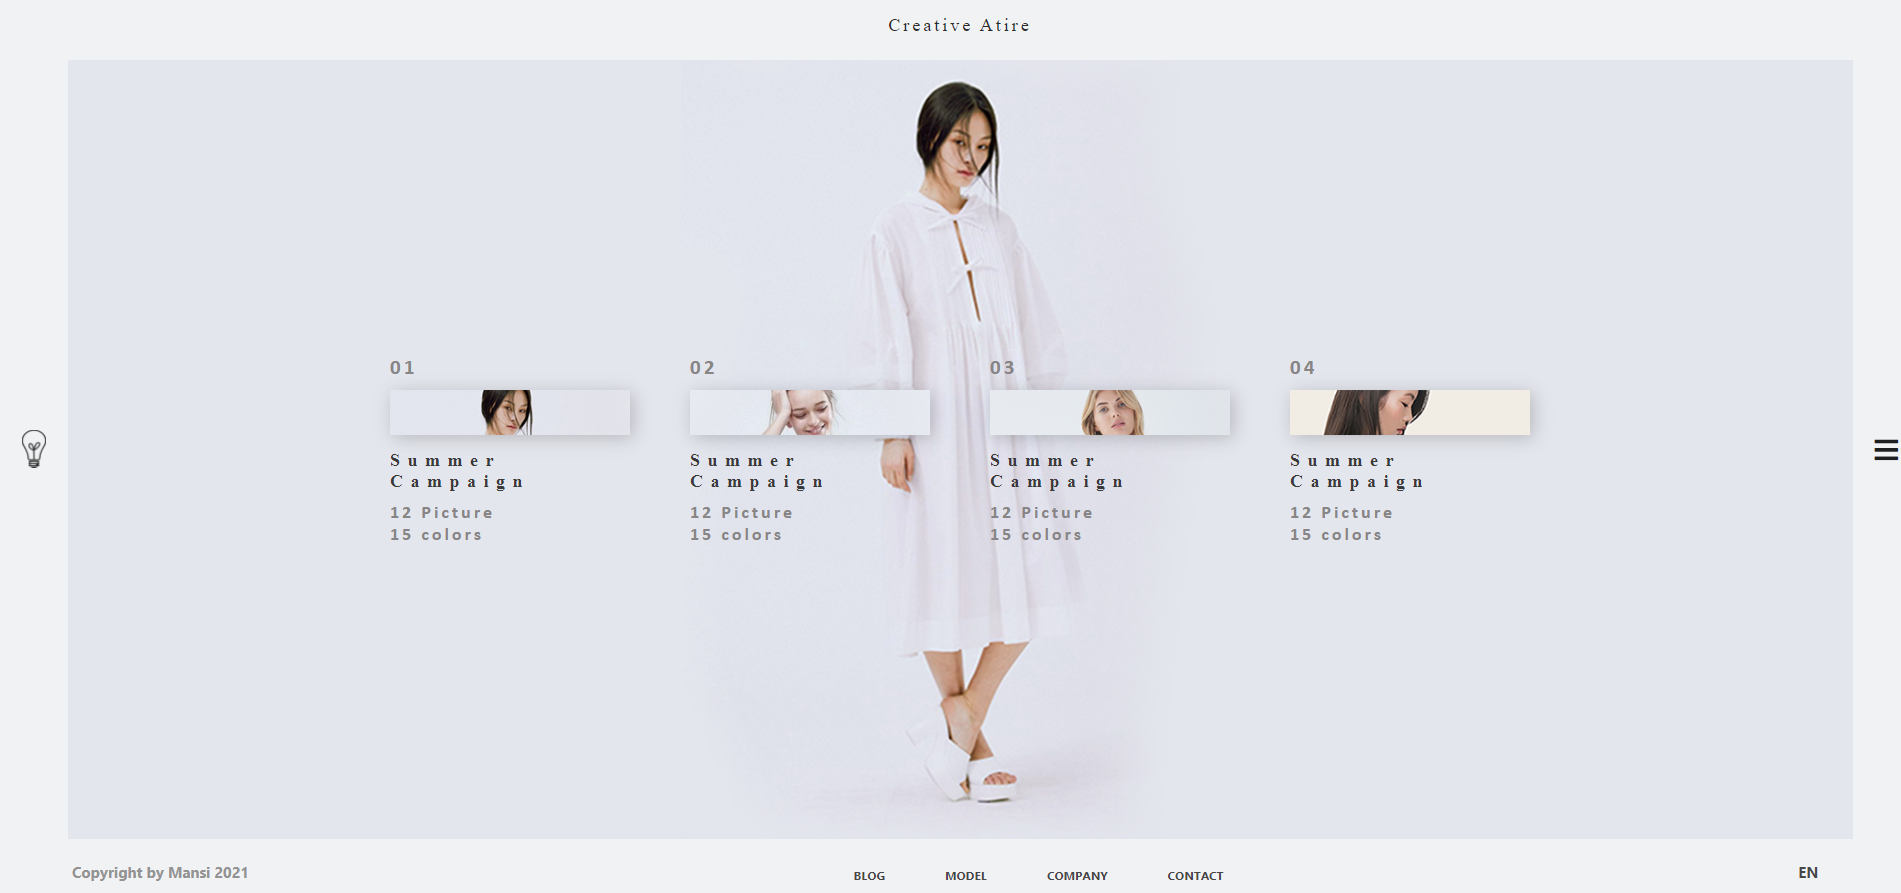 Creative Atire
01
Summer
Campaign
12 Picture
15 colors
02
Summer
Campaign
12 Picture
15 colors
03
Summer
Campaign
12 Picture
15 colors
04
Summer
Campaign
12 Picture
15 colors
Copyright by Mansi 2021
BLOG
MODEL
COMPANY
CONTACT
EN